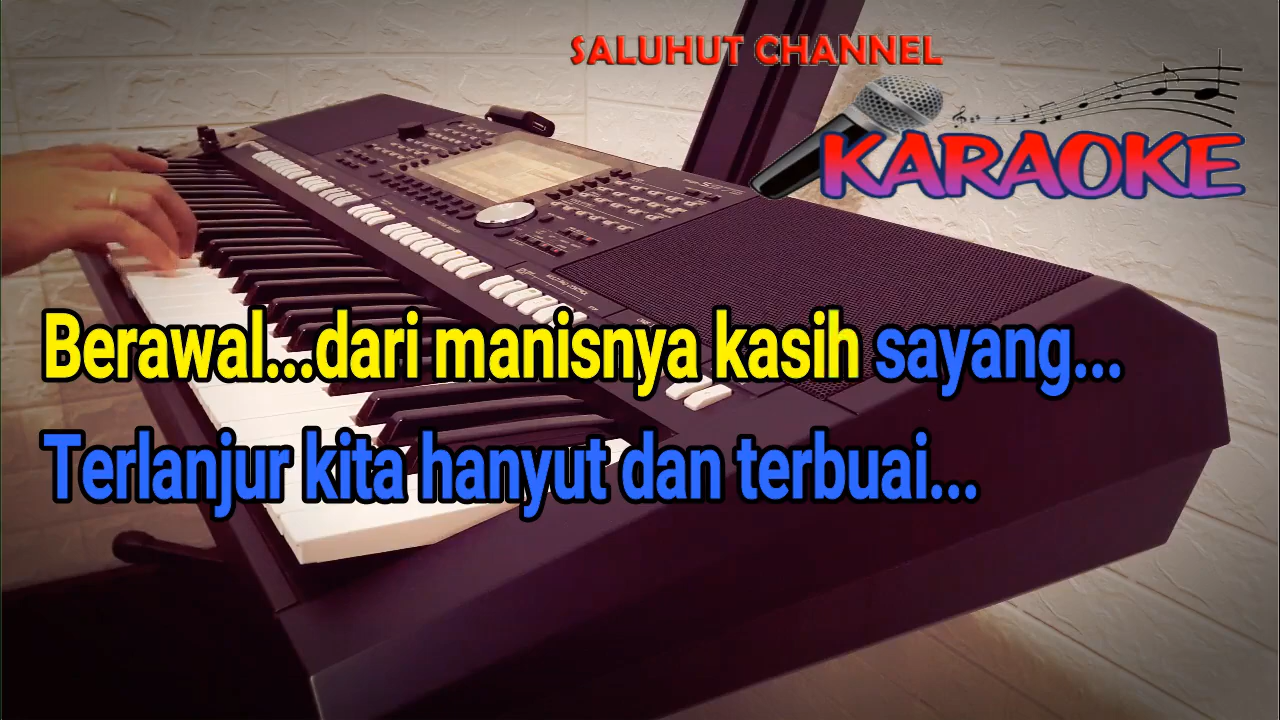 SALUHUT CHANNEL
KARAOKE
Berawal...dari manisnya kasih sayang...
Terlanjur kita hanyut dan terbuai...